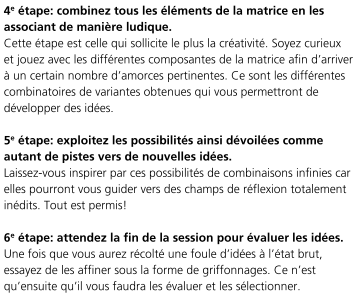 4e étape: combinez tous les éléments de la matrice en les
associant de manière ludique.
Cette étape est celle qui sollicite le plus la créativité. Soyez curieux
et jouez avec les différentes composantes de la matrice afin d'arriver
à un certain nombre d'amorces pertinentes. Ce sont les différentes
combinatoires de variantes obtenues qui vous permettront de
développer des idées.
5e étape: exploitez les possibilités ainsi dévoilées comme
autant de pistes vers de nouvelles idées.
Laissez-vous inspirer par ces possibilités de combinaisons infinies car
elles pourront vous guider vers des champs de réflexion totalement
inédits. Tout est permis!
6e étape: attendez la fin de la session pour évaluer les idées.
Une fois que vous aurez récolté une foule d'idées à l'état brut,
essayez de les affiner sous la forme de griffonnages. Ce n'est
qu'ensuite qu'il vous faudra les évaluer et les sélectionner.